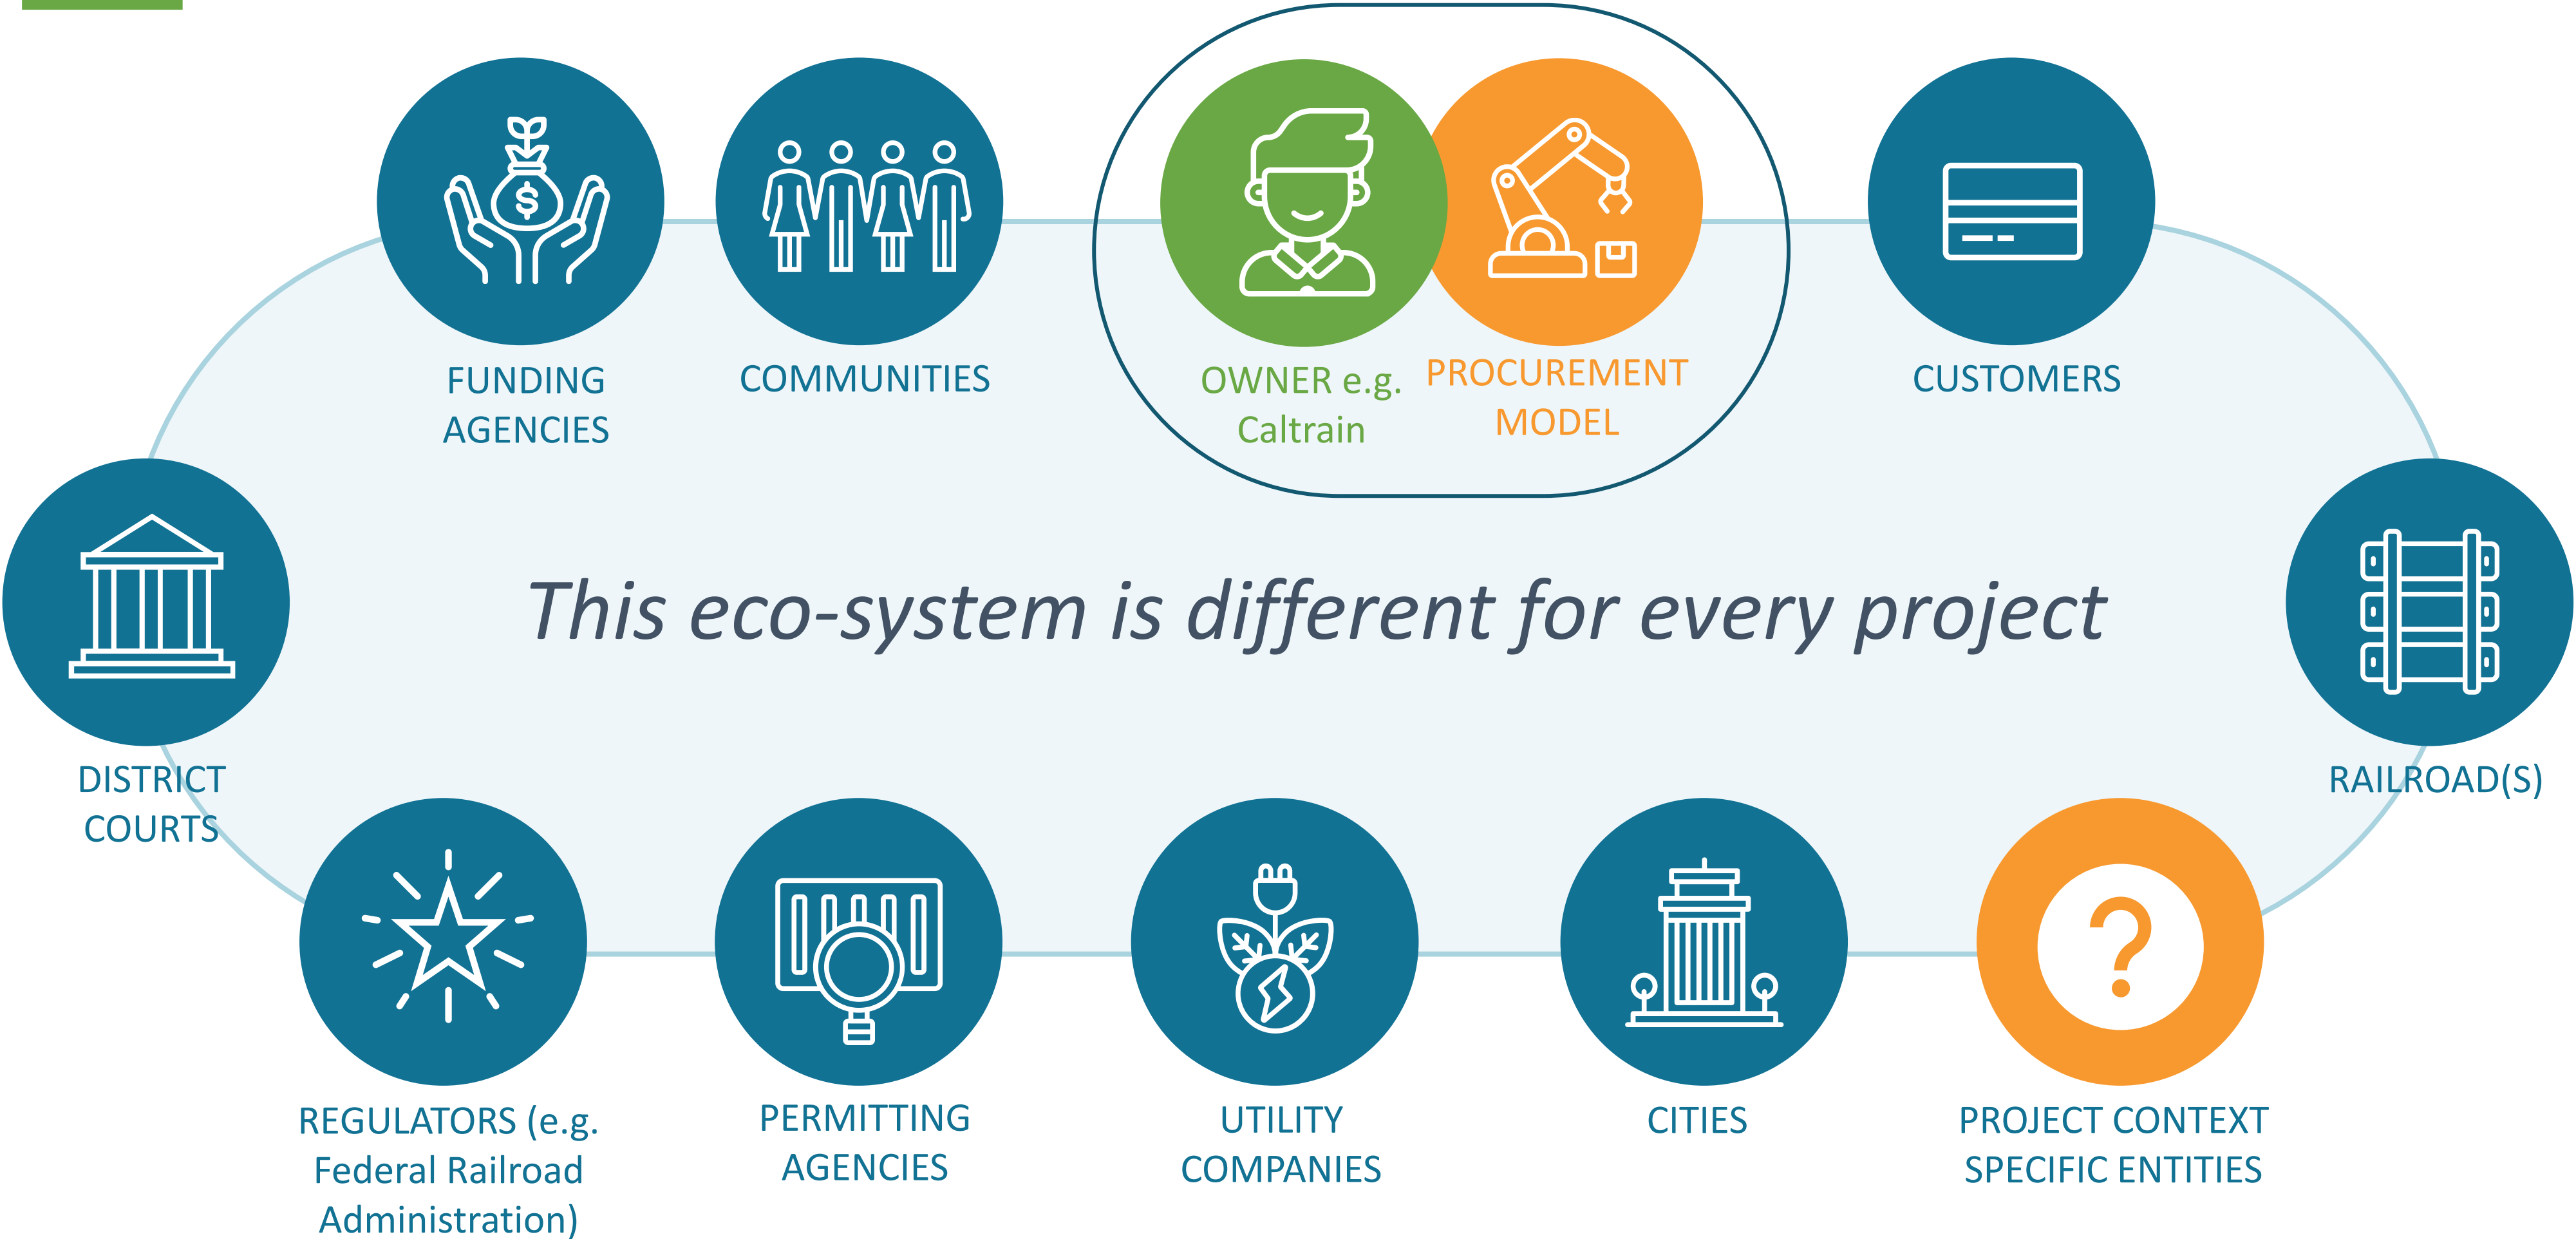 FUNDING
AGENCIES
COMMUNITIES
OWNER e.g.
Caltrain
PROCUREMENT
MODEL
CUSTOMERS
This eco-system is different for every project
DISTRICT
COURTS
RAILROAD(S)
REGULATORS (e.g.
Federal Railroad
Administration)
PERMITTING
AGENCIES
UTILITY
COMPANIES
CITIES
PROJECT CONTEXT
SPECIFIC ENTITIES
$
?